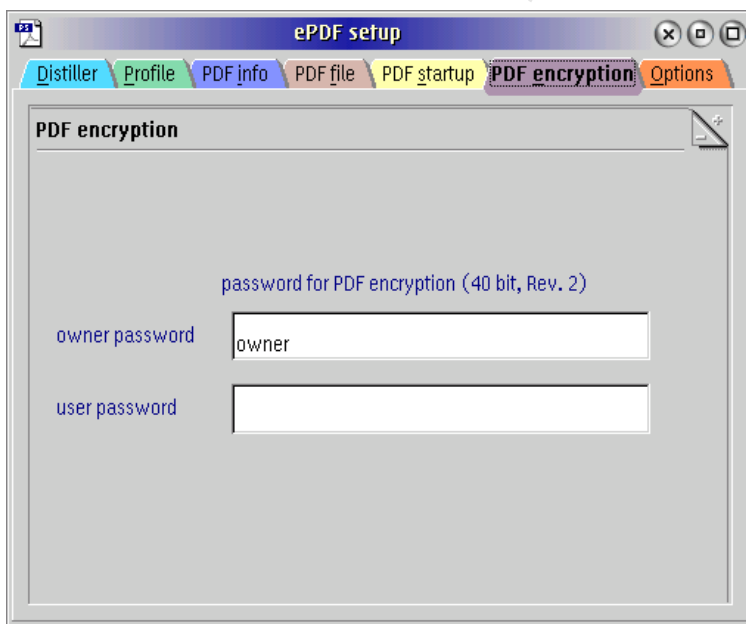 PS
ePDF setup
Distiller Profile PDF info PDF file PDF startup PDF encryption Options
PDF encryption
password for PDF encryption (40 bit, Rev. 2)
owner password owner
user password